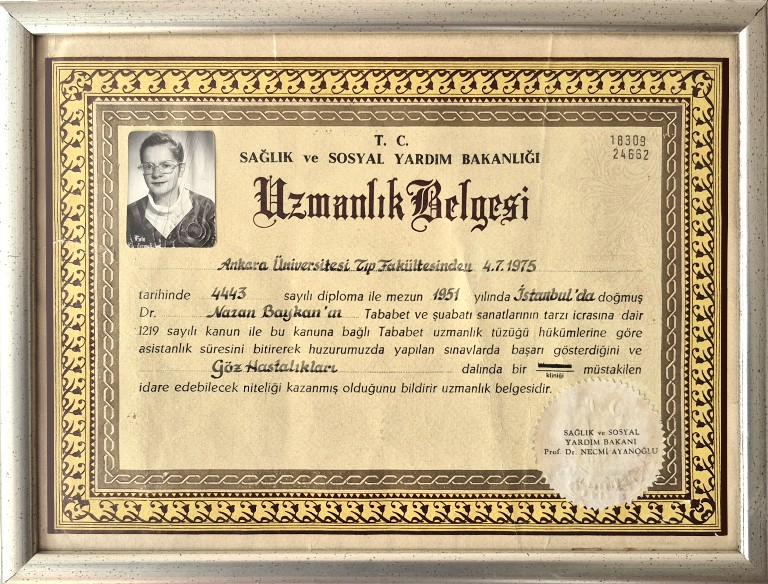 T. C.
SAĞLIK ve SOSYAL YARDIM BAKANLIĞI
18309
24662
Uzmanlık Belgesi
Ankara Üniversitesi Tıp Fakültesinden 4.7.1975
tarihinde 4443 sayılı diploma ile mezun 1951 yılında İstanbul'da doğmuş
Dr. Nazan Baykan'ın Tababet ve şuabatı sanatlarının tarzı icrasına dair
1219 sayılı kanun ile bu kanuna bağlı Tababet uzmanlık tüzüğü hükümlerine göre
asistanlık süresini bitirerek huzurumuzda yapılan sınavlarda başarı gösterdiğini ve
Göz Hastalıkları dalında bir kliniği müstakilen
idare edebilecek niteliği kazanmış olduğunu bildirir uzmanlık belgesidir.
SAĞLIK ve SOSYAL
YARDIM BAKANI
Prof. Dr. NECMİ AYANOĞLU